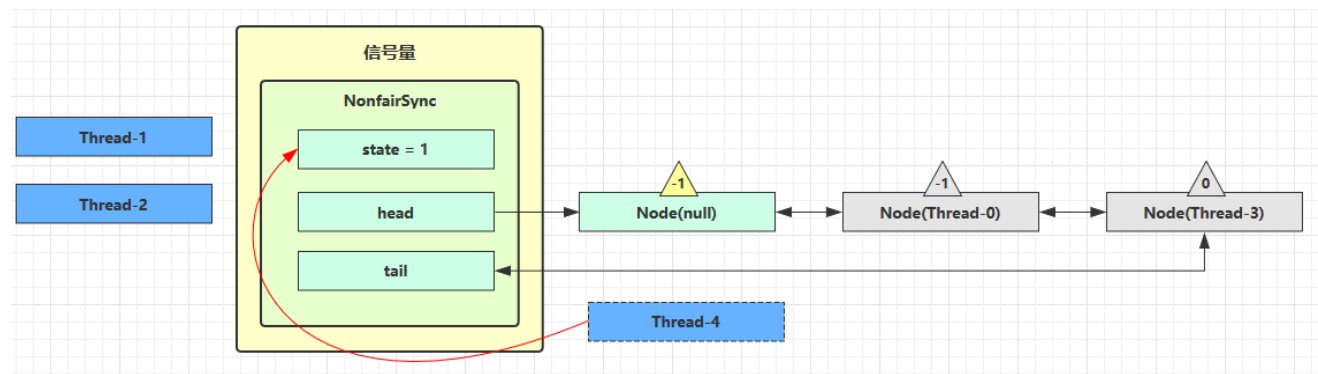 信号量
NonfairSync
Thread-1
state = 1
Thread-2
head
-1
Node(null)
-1
Node(Thread-0)
0
Node(Thread-3)
tail
Thread-4